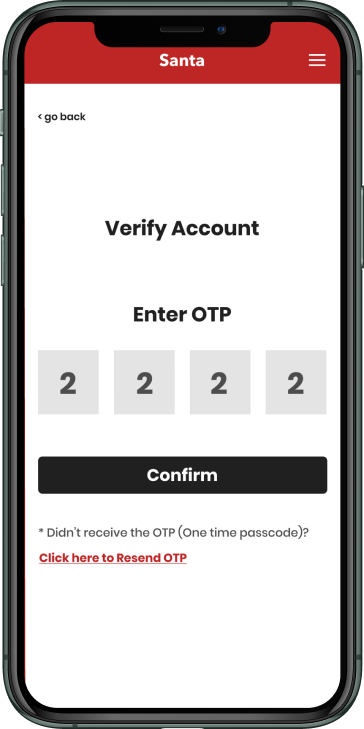 Santa
< go back
Verify Account
Enter OTP
2 2 2 2
Confirm
* Didn't receive the OTP (One time passcode)?
Click here to Resend OTP